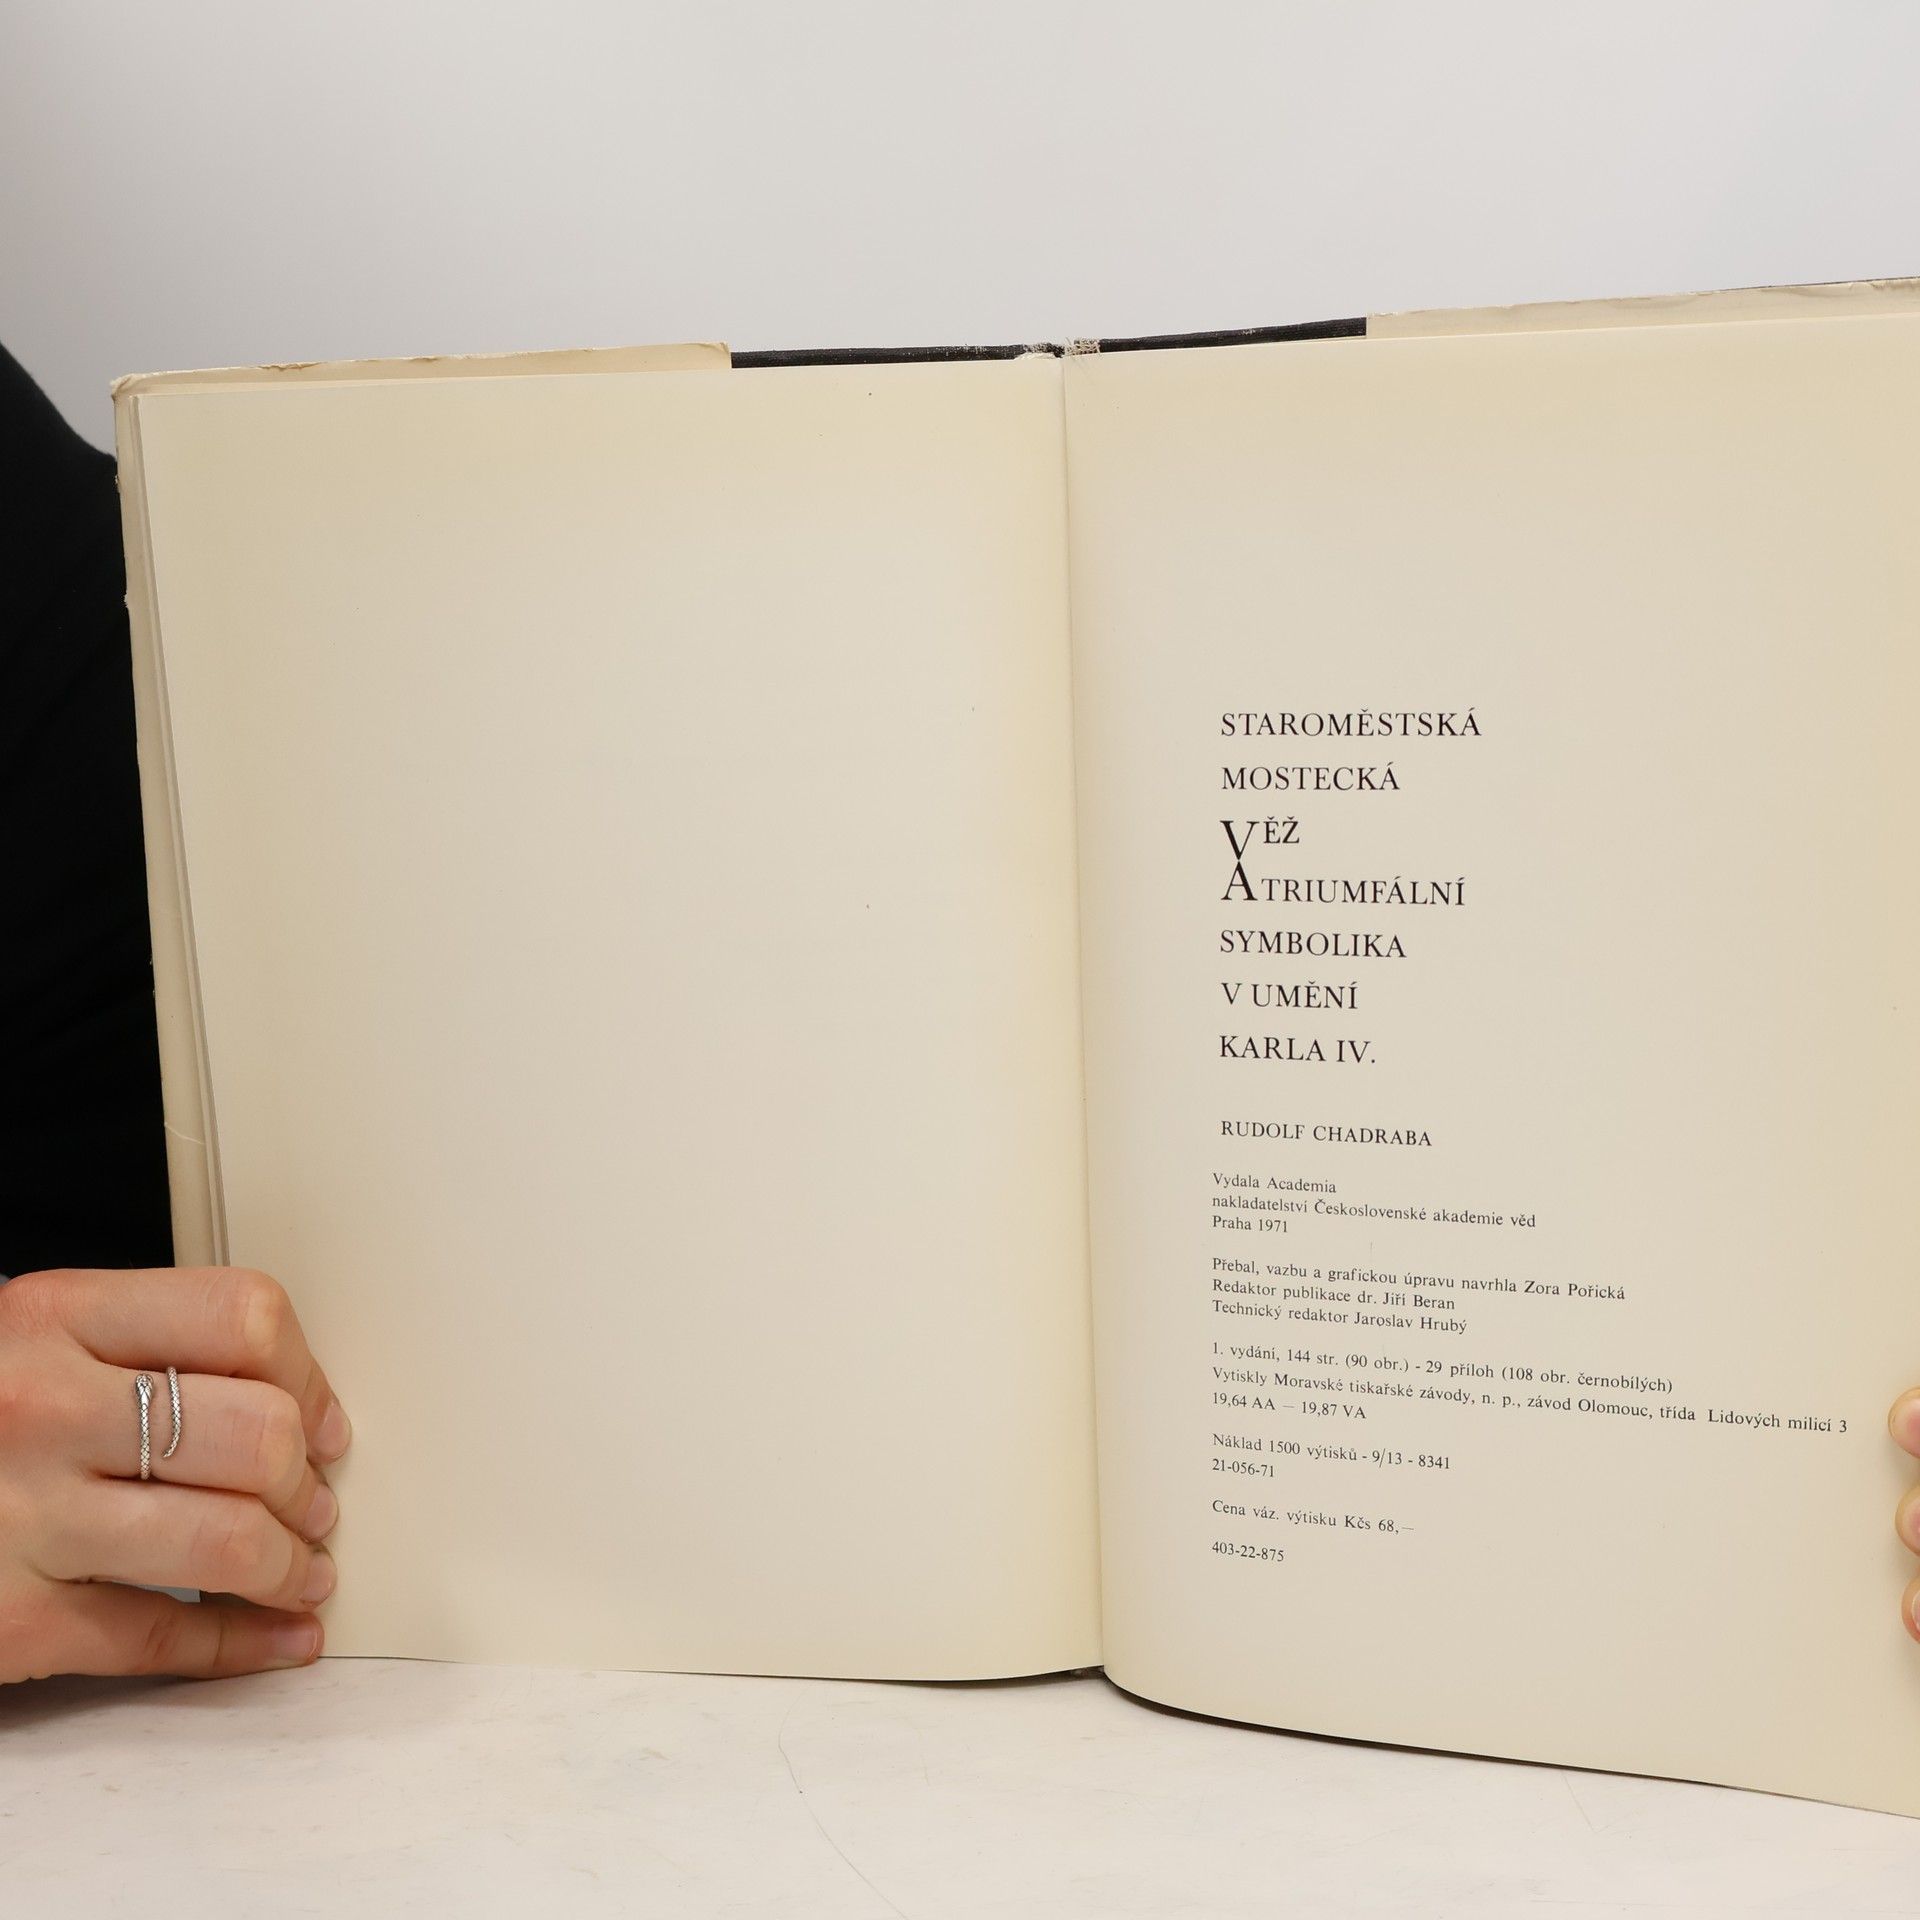 STAROMĚSTSKÁ
MOSTECKÁ
VĚŽ
A TRIUMFÁLNÍ
SYMBOLIKA
V UMĚNÍ
KARLA IV.
RUDOLF CHADRABA
Vydala Academia
nakladatelství Československé akademie věd
Praha 1971
Přebal, vazbu a grafickou úpravu navrhla Zora Pořická
Redaktor publikace dr. Jiří Beran
Technický redaktor Jaroslav Hrubý
1. vydání, 144 str. (90 obr.) - 29 příloh (108 obr. černobílých)
Vytiskly Moravské tiskařské závody, n. p., závod Olomouc, třída Lidových milicí 3
19,64 AA — 19,87 VA
Náklad 1500 výtisků - 9/13 - 8341
21-056-71
Cena váz. výtisku Kčs 68,—
403-22-875